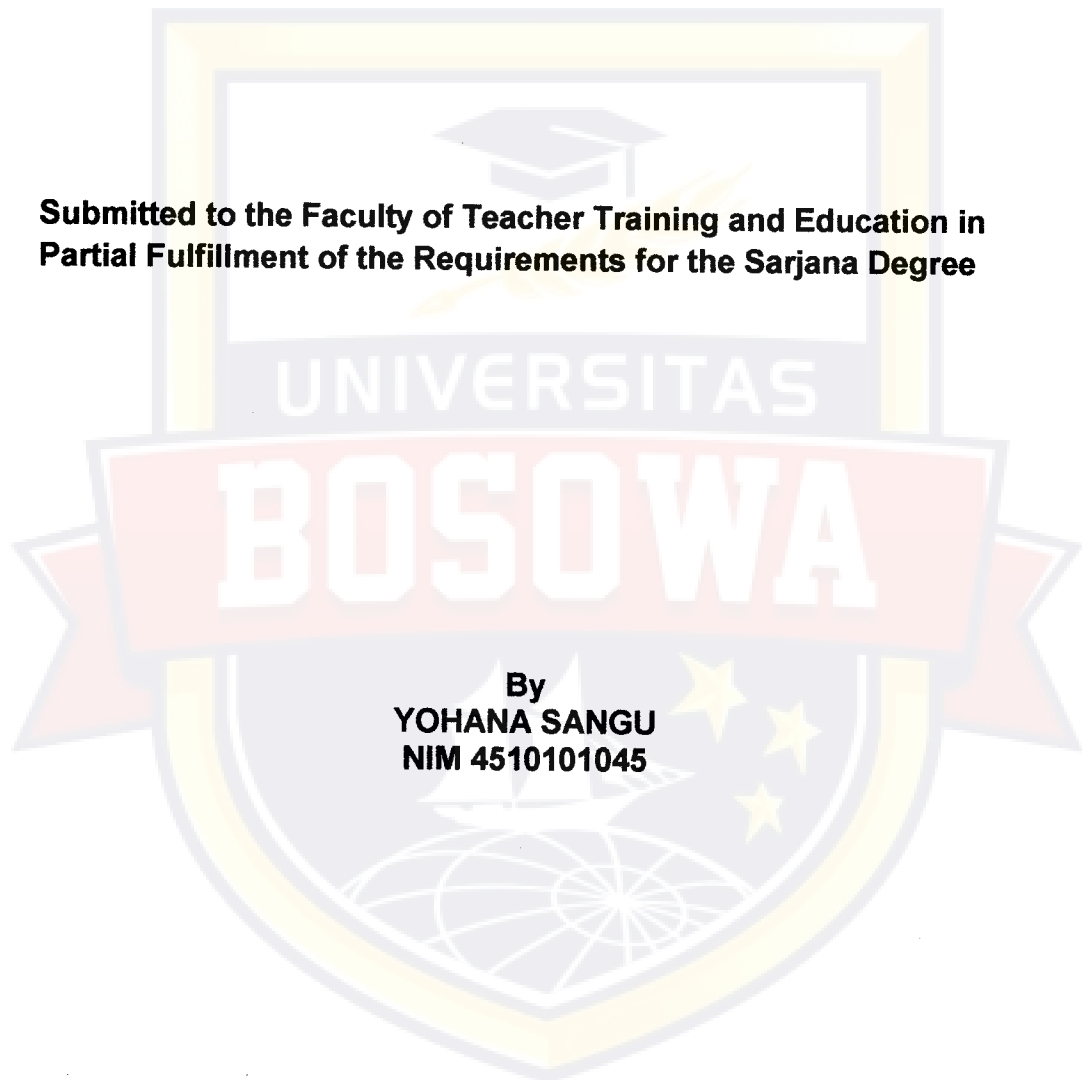 Submitted to the Faculty of Teacher Training and Education in
Partial Fulfillment of the Requirements for the Sarjana Degree
UNIVERSITAS
BOSOWA
By
YOHANA SANGU
NIM 4510101045